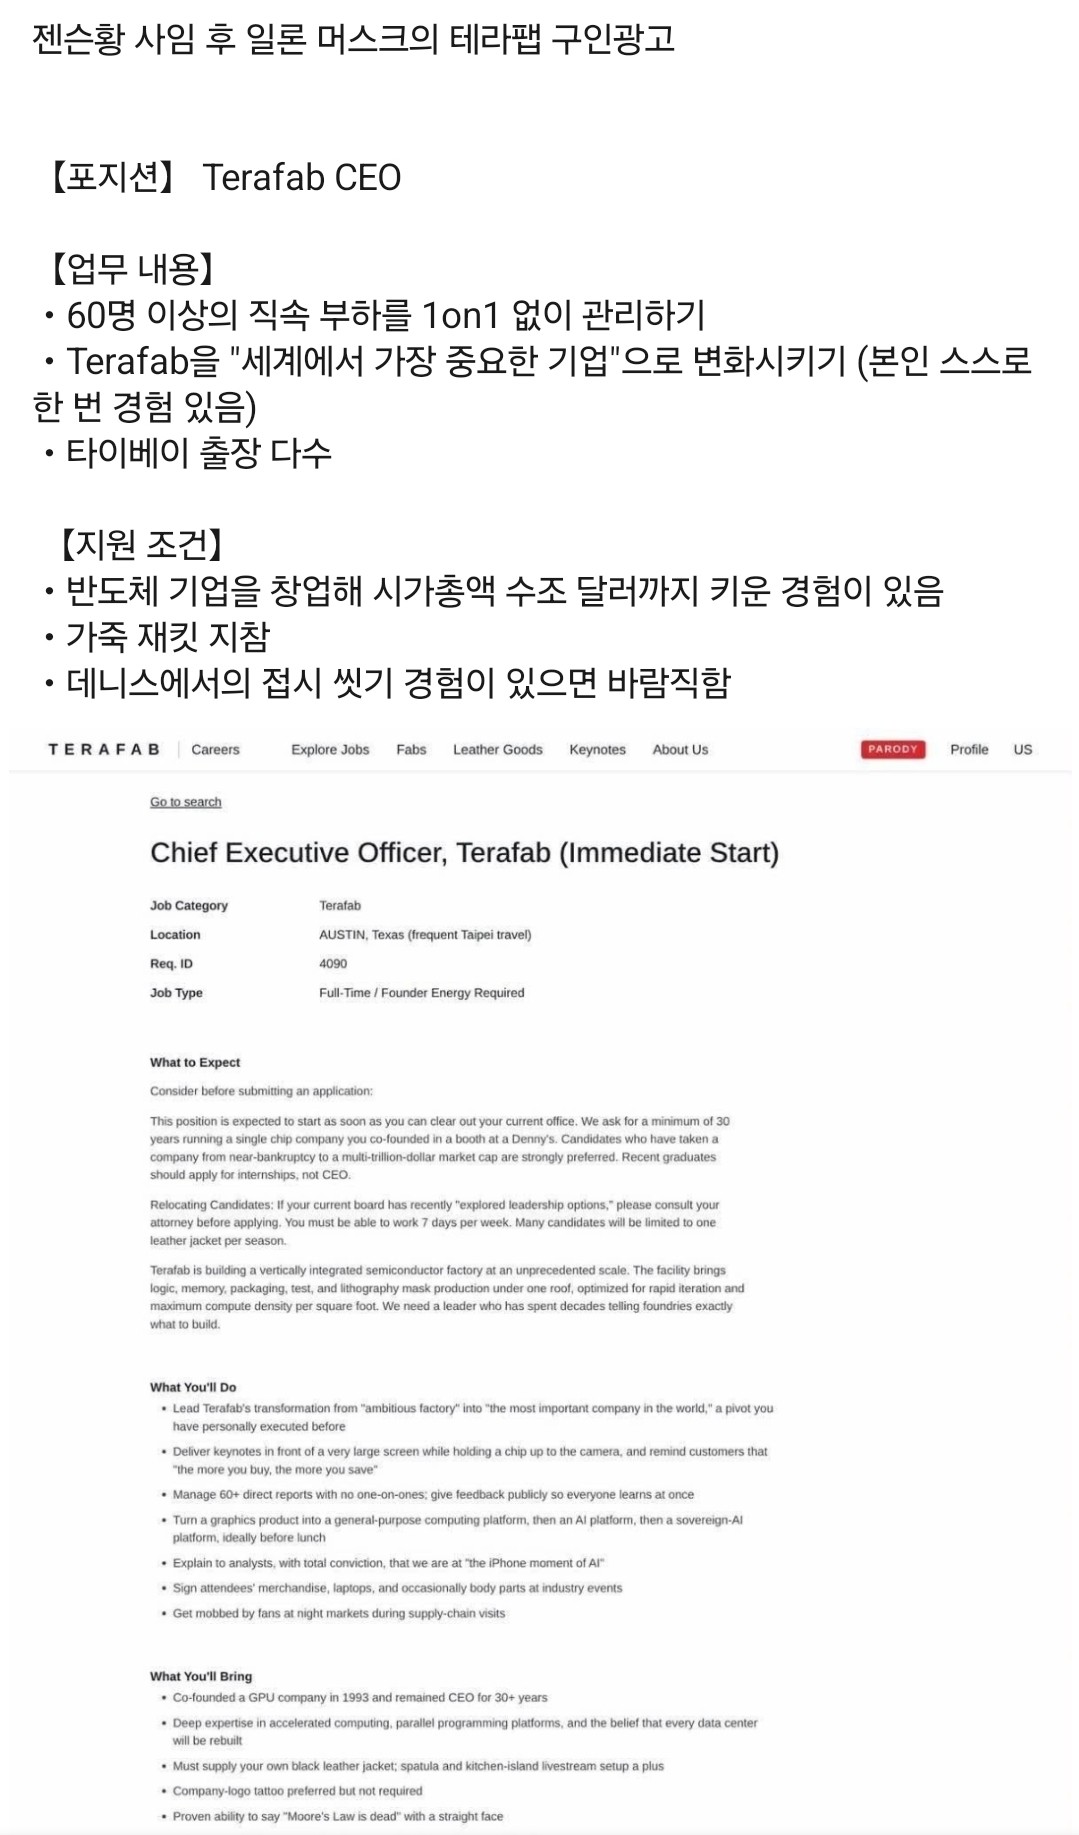 젠슨황 사임 후 일론 머스크의 테라팹 구인광고
【포지션】 Terafab CEO
【업무 내용】
・60명 이상의 직속 부하를 1on1 없이 관리하기
・Terafab을 "세계에서 가장 중요한 기업"으로 변화시키기 (본인 스스로
한 번 경험 있음)
・타이베이 출장 다수
【지원 조건】
・반도체 기업을 창업해 시가총액 수조 달러까지 키운 경험이 있음
・가죽 재킷 지참
・데니스에서의 접시 씻기 경험이 있으면 바람직함
TERAFAB | Careers Explore Jobs Fabs Leather Goods Keynotes About Us PARODY Profile US
Go to search
Chief Executive Officer, Terafab (Immediate Start)
Job Category Terafab
Location AUSTIN, Texas (frequent Taipei travel)
Req. ID 4090
Job Type Full-Time / Founder Energy Required
What to Expect
Consider before submitting an application:
This position is expected to start as soon as you can clear out your current office. We ask for a minimum of 30
years running a single chip company you co-founded in a booth at a Denny's. Candidates who have taken a
company from near-bankruptcy to a multi-trillion-dollar market cap are strongly preferred. Recent graduates
should apply for internships, not CEO.
Relocating Candidates: If your current board has recently "explored leadership options," please consult your
attorney before applying. You must be able to work 7 days per week. Many candidates will be limited to one
leather jacket per season.
Terafab is building a vertically integrated semiconductor factory at an unprecedented scale. The facility brings
logic, memory, packaging, test, and lithography mask production under one roof, optimized for rapid iteration and
maximum compute density per square foot. We need a leader who has spent decades telling foundries exactly
what to build.
What You'll Do
• Lead Terafab's transformation from "ambitious factory" into "the most important company in the world," a pivot you
have personally executed before
• Deliver keynotes in front of a very large screen while holding a chip up to the camera, and remind customers that
"the more you buy, the more you save"
• Manage 60+ direct reports with no one-on-ones; give feedback publicly so everyone learns at once
• Turn a graphics product into a general-purpose computing platform, then an AI platform, then a sovereign-AI
platform, ideally before lunch
• Explain to analysts, with total conviction, that we are at "the iPhone moment of AI"
• Sign attendees' merchandise, laptops, and occasionally body parts at industry events
• Get mobbed by fans at night markets during supply-chain visits
What You'll Bring
• Co-founded a GPU company in 1993 and remained CEO for 30+ years
• Deep expertise in accelerated computing, parallel programming platforms, and the belief that every data center
will be rebuilt
• Must supply your own black leather jacket; spatula and kitchen-island livestream setup a plus
• Company-logo tattoo preferred but not required
• Proven ability to say "Moore's Law is dead" with a straight face